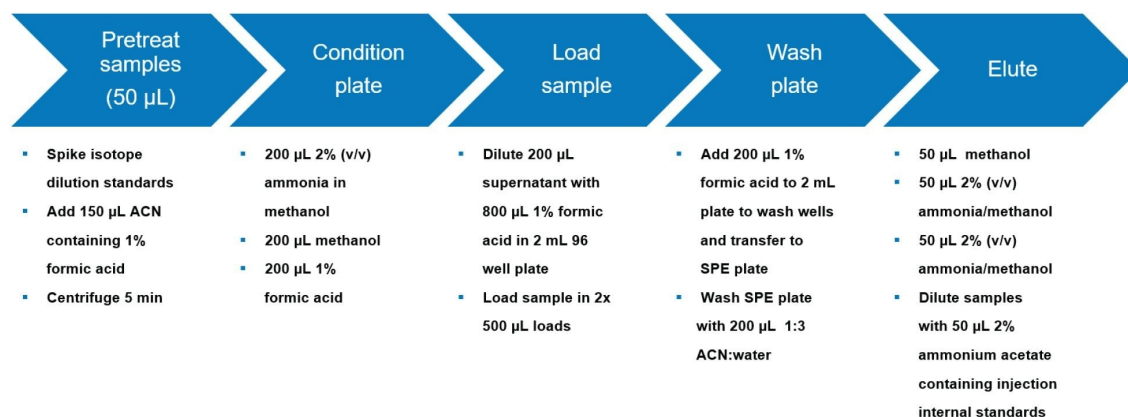 Pretreat
samples
(50 µL)
Condition
plate
Load
sample
Wash
plate
Elute
▪ Spike isotope
dilution standards
▪ Add 150 µL ACN
containing 1%
formic acid
▪ Centrifuge 5 min
▪ 200 µL 2% (v/v)
ammonia in
methanol
▪ 200 µL methanol
▪ 200 µL 1%
formic acid
▪ Dilute 200 µL
supernatant with
800 µL 1% formic
acid in 2 mL 96
well plate
▪ Load sample in 2x
500 µL loads
▪ Add 200 µL 1%
formic acid to 2 mL
plate to wash wells
and transfer to
SPE plate
▪ Wash SPE plate
with 200 µL 1:3
ACN:water
▪ 50 µL methanol
▪ 50 µL 2% (v/v)
ammonia/methanol
▪ 50 µL 2% (v/v)
ammonia/methanol
▪ Dilute samples
with 50 µL 2%
ammonium acetate
containing injection
internal standards